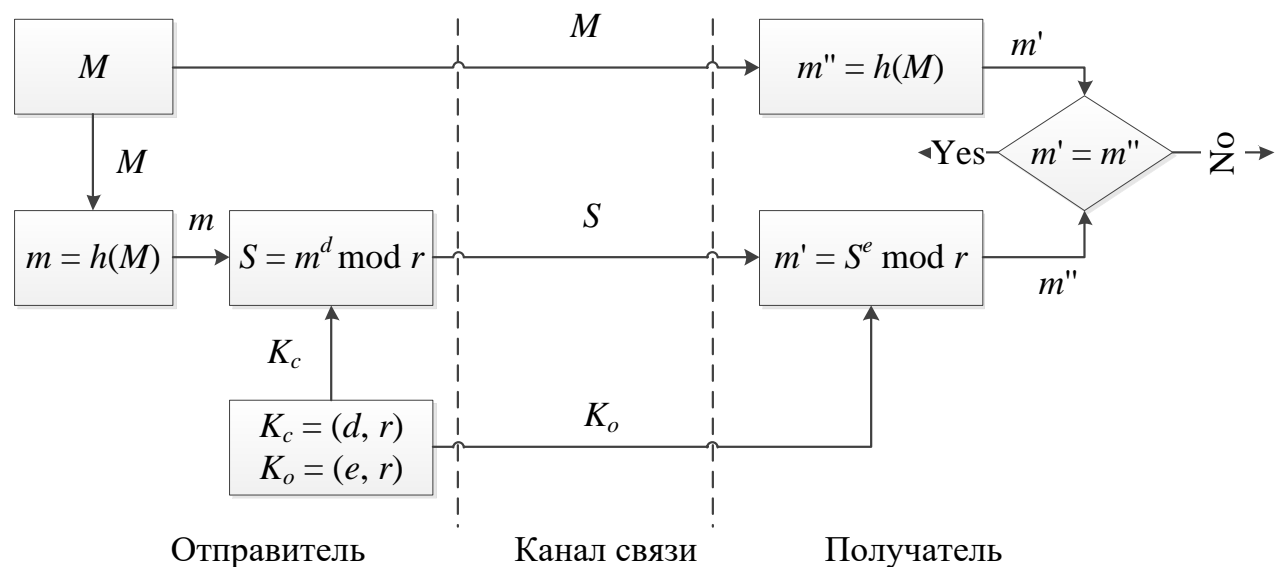 M
M
m'' = h(M)
m'
M
Yes
m' = m''
No
m = h(M)
m
S = m^d mod r
S
m' = S^e mod r
m''
K_c
K_c = (d, r)
K_o = (e, r)
K_o
Отправитель
Канал связи
Получатель